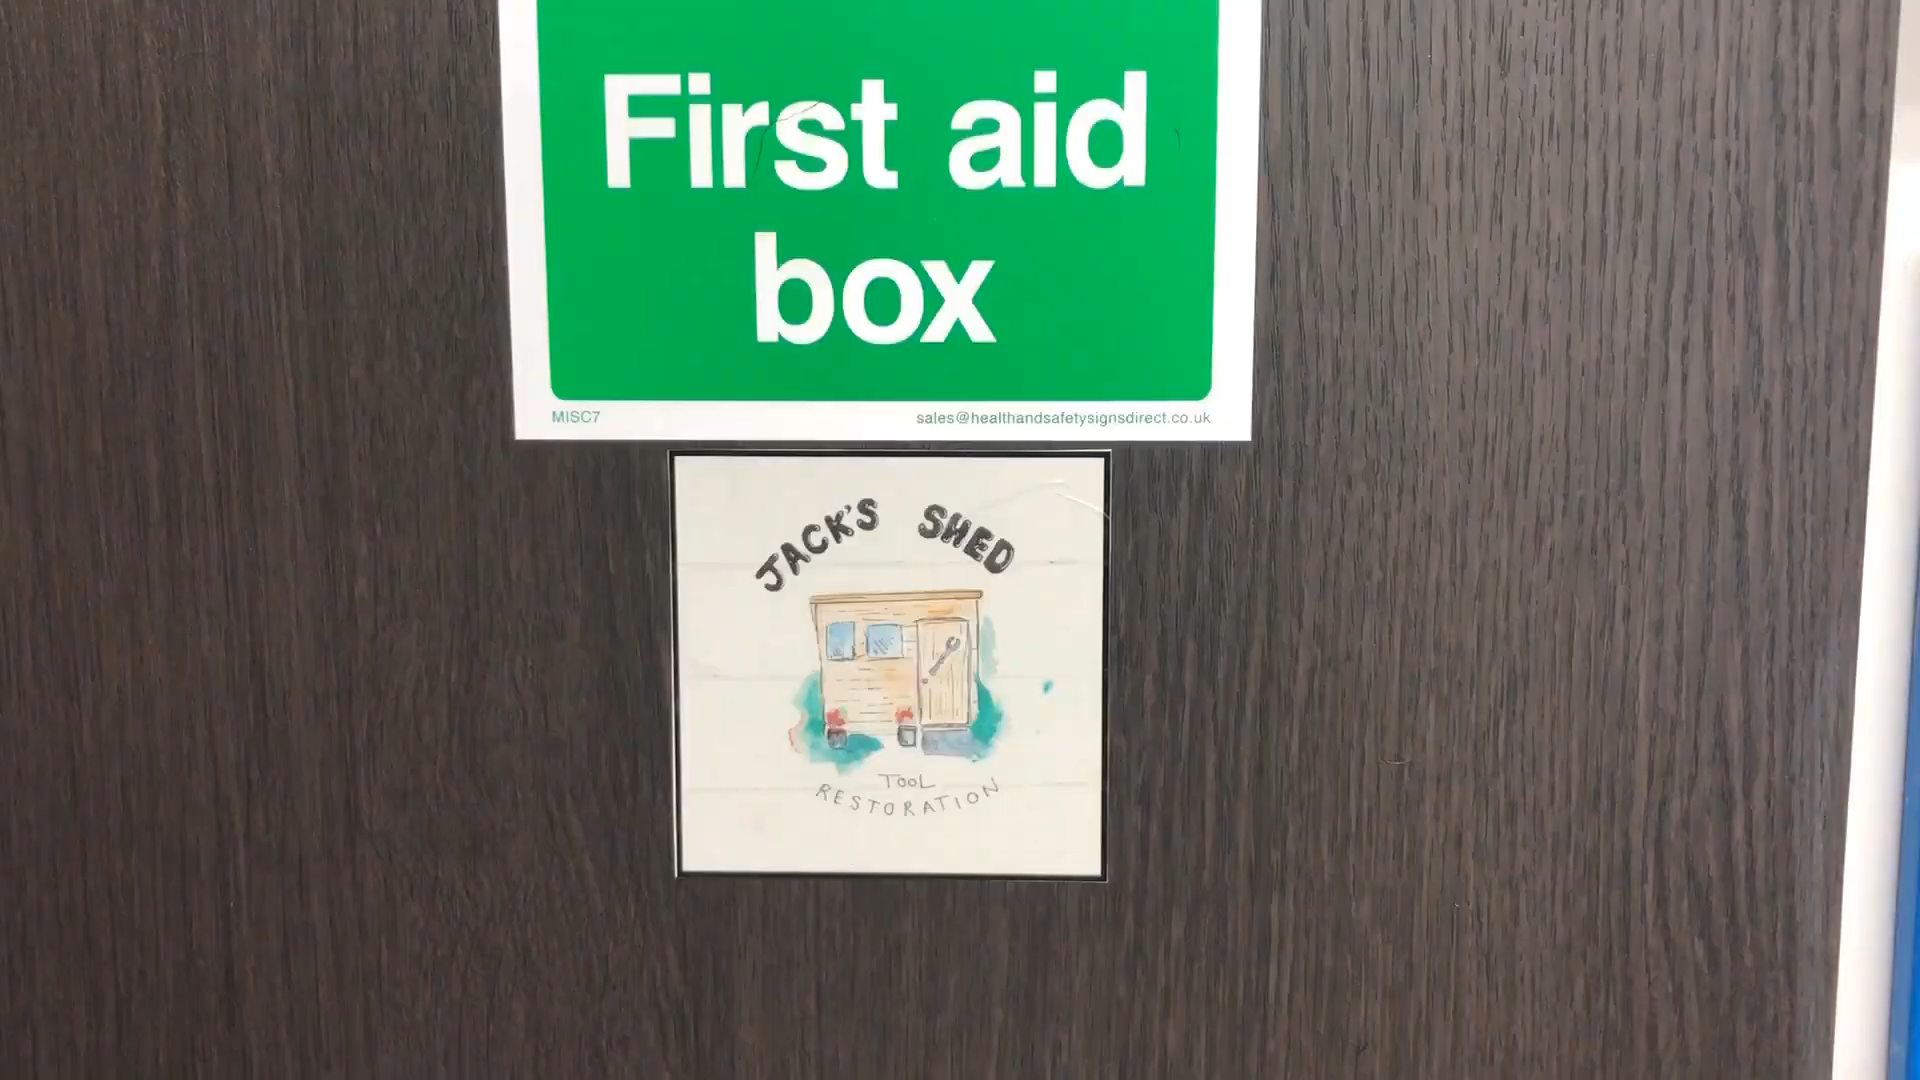 First aid
box
MISC7
sales@healthandsafetysignsdirect.co.uk
JACK'S SHED
TOOL
RESTORATION